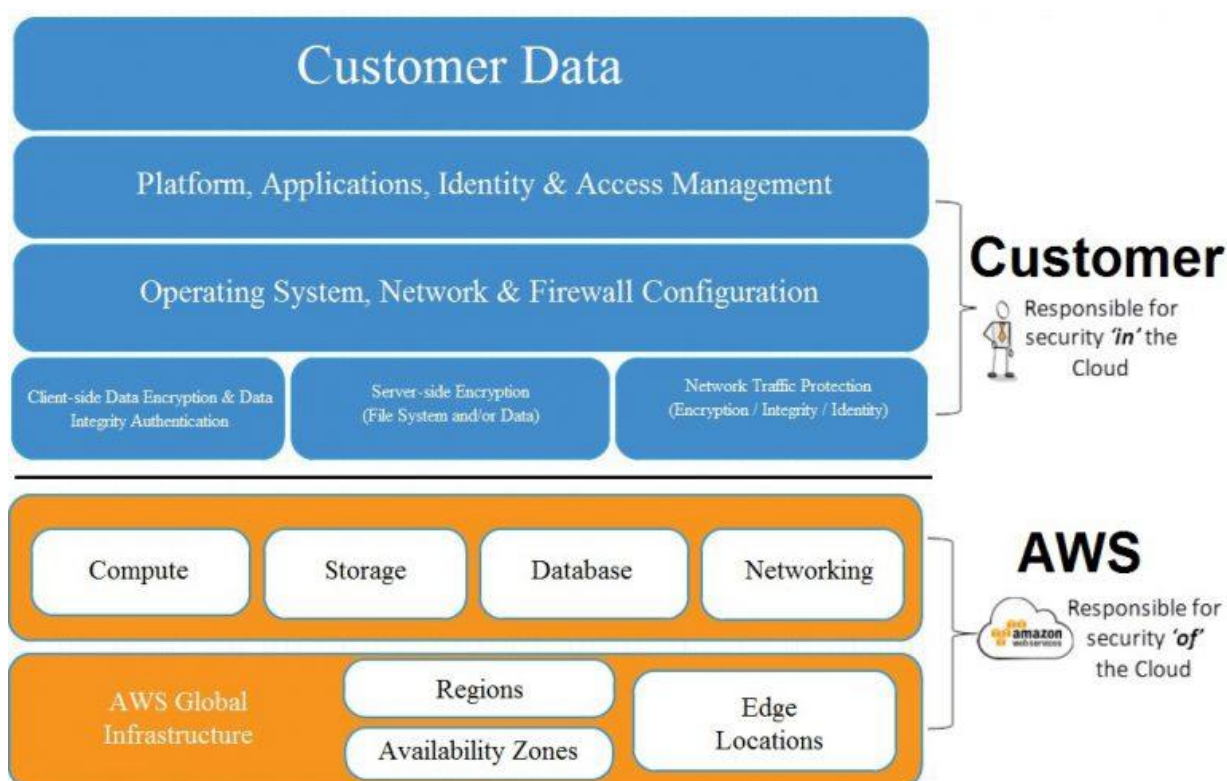 Customer Data
Platform, Applications, Identity & Access Management
Operating System, Network & Firewall Configuration
Client-side Data Encryption & Data
Integrity Authentication
Server-side Encryption
(File System and/or Data)
Network Traffic Protection
(Encryption / Integrity / Identity)
Customer
Responsible for
security 'in' the
Cloud
Compute
Storage
Database
Networking
AWS Global
Infrastructure
Regions
Availability Zones
Edge
Locations
AWS
amazon
webservices
Responsible for
security 'of'
the Cloud